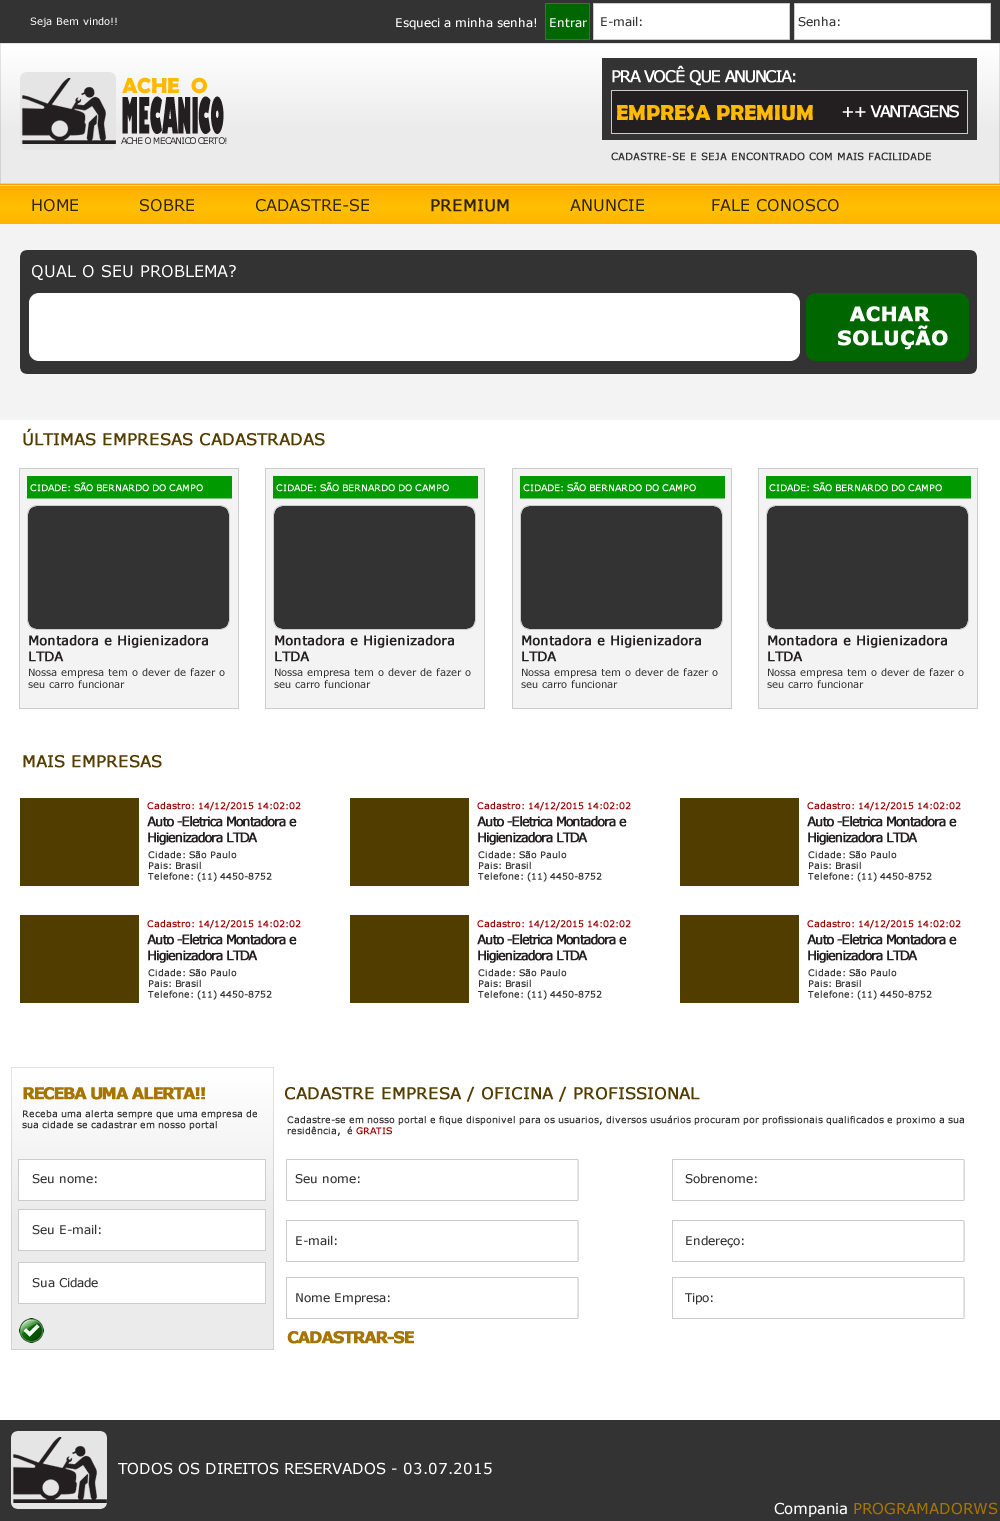 Seja Bem vindo!!
Esqueci a minha senha!
Entrar
E-mail:
Senha:
ACHE O
MECANICO
ACHE O MECANICO CERTO!
PRA VOCÊ QUE ANUNCIA:
EMPRESA PREMIUM
++ VANTAGENS
CADASTRE-SE E SEJA ENCONTRADO COM MAIS FACILIDADE
HOME
SOBRE
CADASTRE-SE
PREMIUM
ANUNCIE
FALE CONOSCO
QUAL O SEU PROBLEMA?
ACHAR
SOLUÇÃO
ÚLTIMAS EMPRESAS CADASTRADAS
CIDADE: SÃO BERNARDO DO CAMPO
Montadora e Higienizadora
LTDA
Nossa empresa tem o dever de fazer o
seu carro funcionar
CIDADE: SÃO BERNARDO DO CAMPO
Montadora e Higienizadora
LTDA
Nossa empresa tem o dever de fazer o
seu carro funcionar
CIDADE: SÃO BERNARDO DO CAMPO
Montadora e Higienizadora
LTDA
Nossa empresa tem o dever de fazer o
seu carro funcionar
CIDADE: SÃO BERNARDO DO CAMPO
Montadora e Higienizadora
LTDA
Nossa empresa tem o dever de fazer o
seu carro funcionar
MAIS EMPRESAS
Cadastro: 14/12/2015 14:02:02
Auto -Eletrica Montadora e
Higienizadora LTDA
Cidade: São Paulo
Pais: Brasil
Telefone: (11) 4450-8752
Cadastro: 14/12/2015 14:02:02
Auto -Eletrica Montadora e
Higienizadora LTDA
Cidade: São Paulo
Pais: Brasil
Telefone: (11) 4450-8752
Cadastro: 14/12/2015 14:02:02
Auto -Eletrica Montadora e
Higienizadora LTDA
Cidade: São Paulo
Pais: Brasil
Telefone: (11) 4450-8752
Cadastro: 14/12/2015 14:02:02
Auto -Eletrica Montadora e
Higienizadora LTDA
Cidade: São Paulo
Pais: Brasil
Telefone: (11) 4450-8752
Cadastro: 14/12/2015 14:02:02
Auto -Eletrica Montadora e
Higienizadora LTDA
Cidade: São Paulo
Pais: Brasil
Telefone: (11) 4450-8752
Cadastro: 14/12/2015 14:02:02
Auto -Eletrica Montadora e
Higienizadora LTDA
Cidade: São Paulo
Pais: Brasil
Telefone: (11) 4450-8752
RECEBA UMA ALERTA!!
Receba uma alerta sempre que uma empresa de
sua cidade se cadastrar em nosso portal
Seu nome:
Seu E-mail:
Sua Cidade
CADASTRE EMPRESA / OFICINA / PROFISSIONAL
Cadastre-se em nosso portal e fique disponivel para os usuarios, diversos usuários procuram por profissionais qualificados e proximo a sua
residência, é GRATIS
Seu nome:
Sobrenome:
E-mail:
Endereço:
Nome Empresa:
Tipo:
CADASTRAR-SE
TODOS OS DIREITOS RESERVADOS - 03.07.2015
Compania PROGRAMADORWS